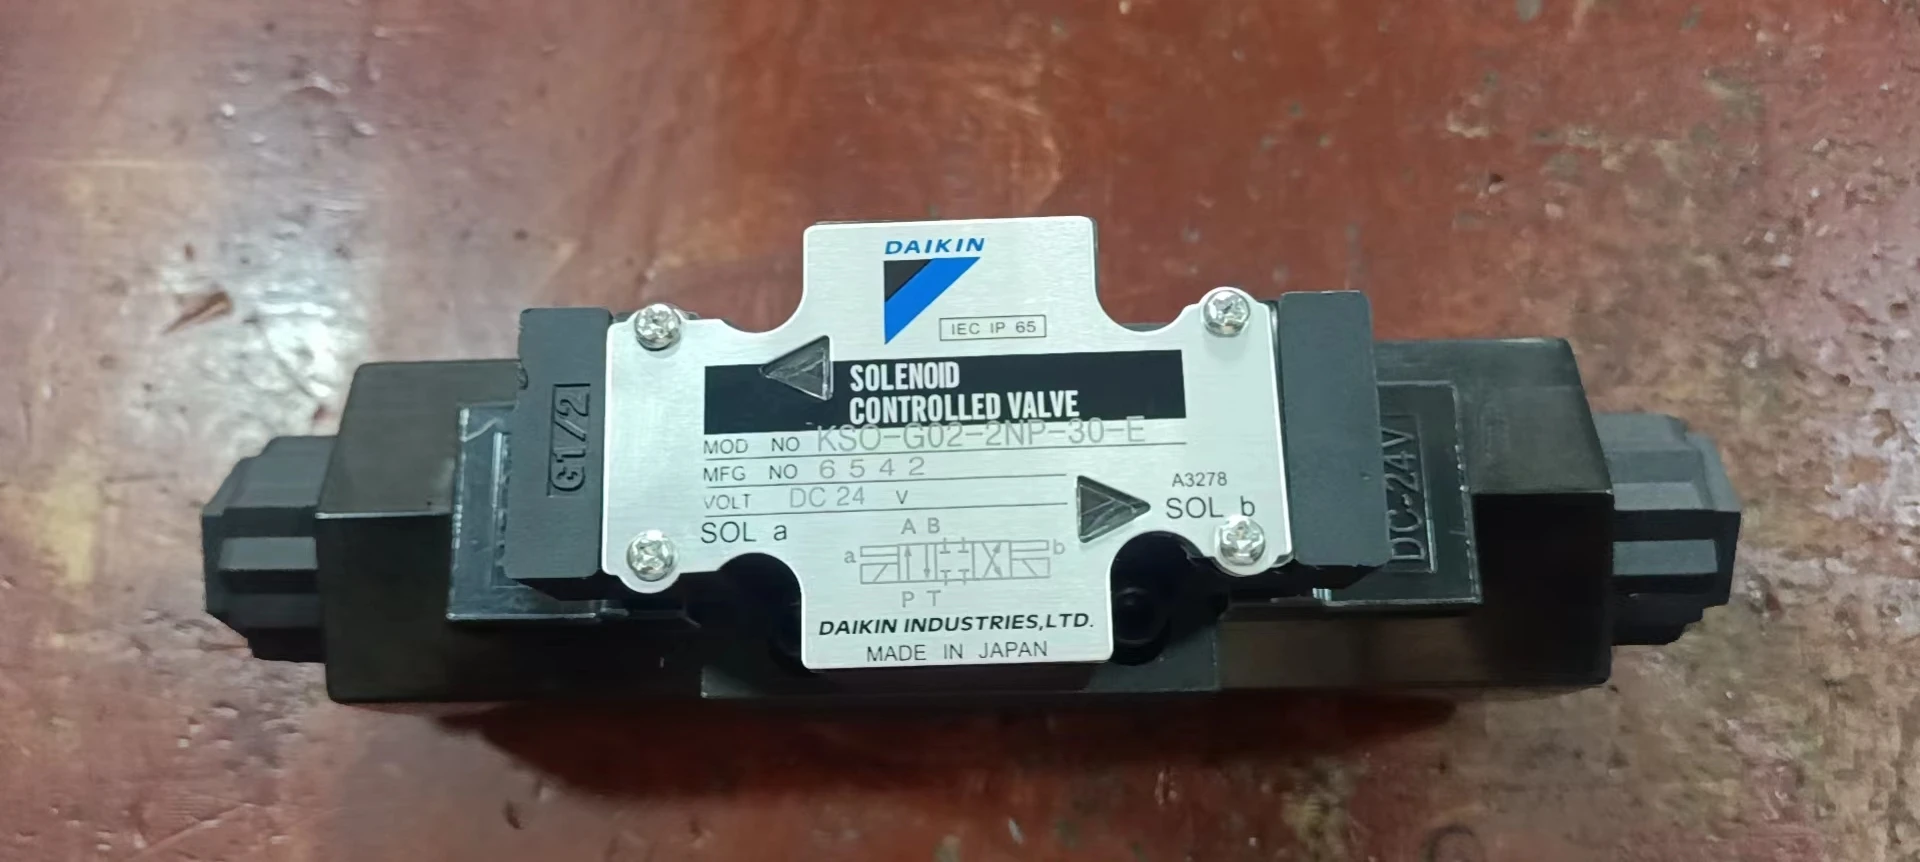 DAIKIN
IEC IP 65
SOLENOID
CONTROLLED VALVE
MOD NO KSO-G02-2NP-30-E
MFG NO 6542
VOLT DC 24 V
A3278
SOL a
SOL b
A B
a
b
P T
DAIKIN INDUSTRIES,LTD.
MADE IN JAPAN
G1/2
DC-24V